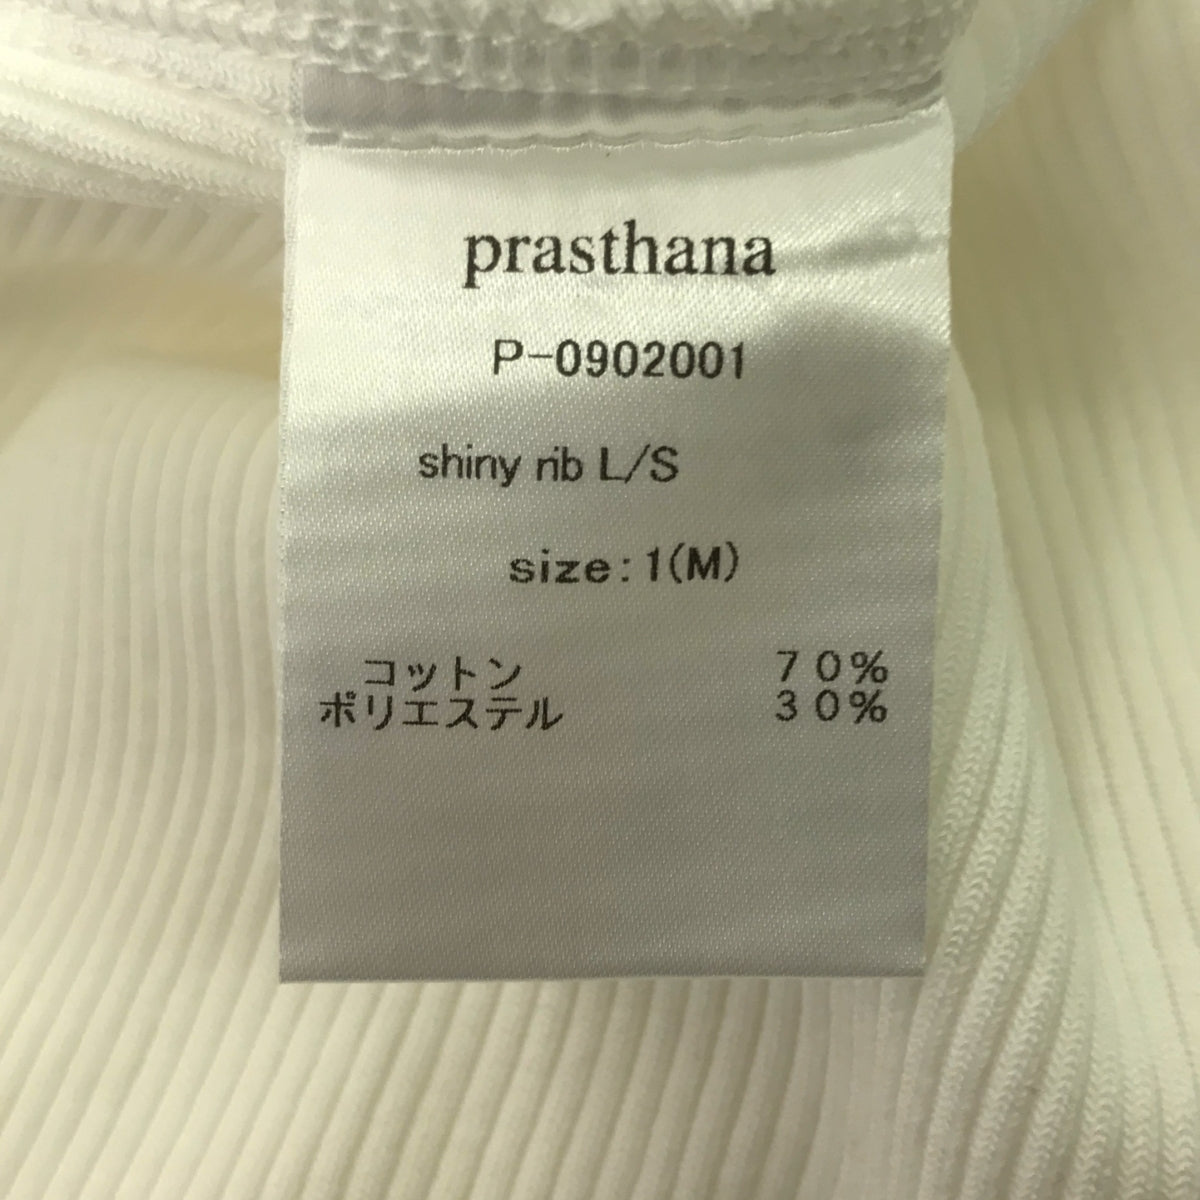 prasthana
P-0902001
shiny rib L/S
size:1(M)
コットン 70%
ポリエステル 30%